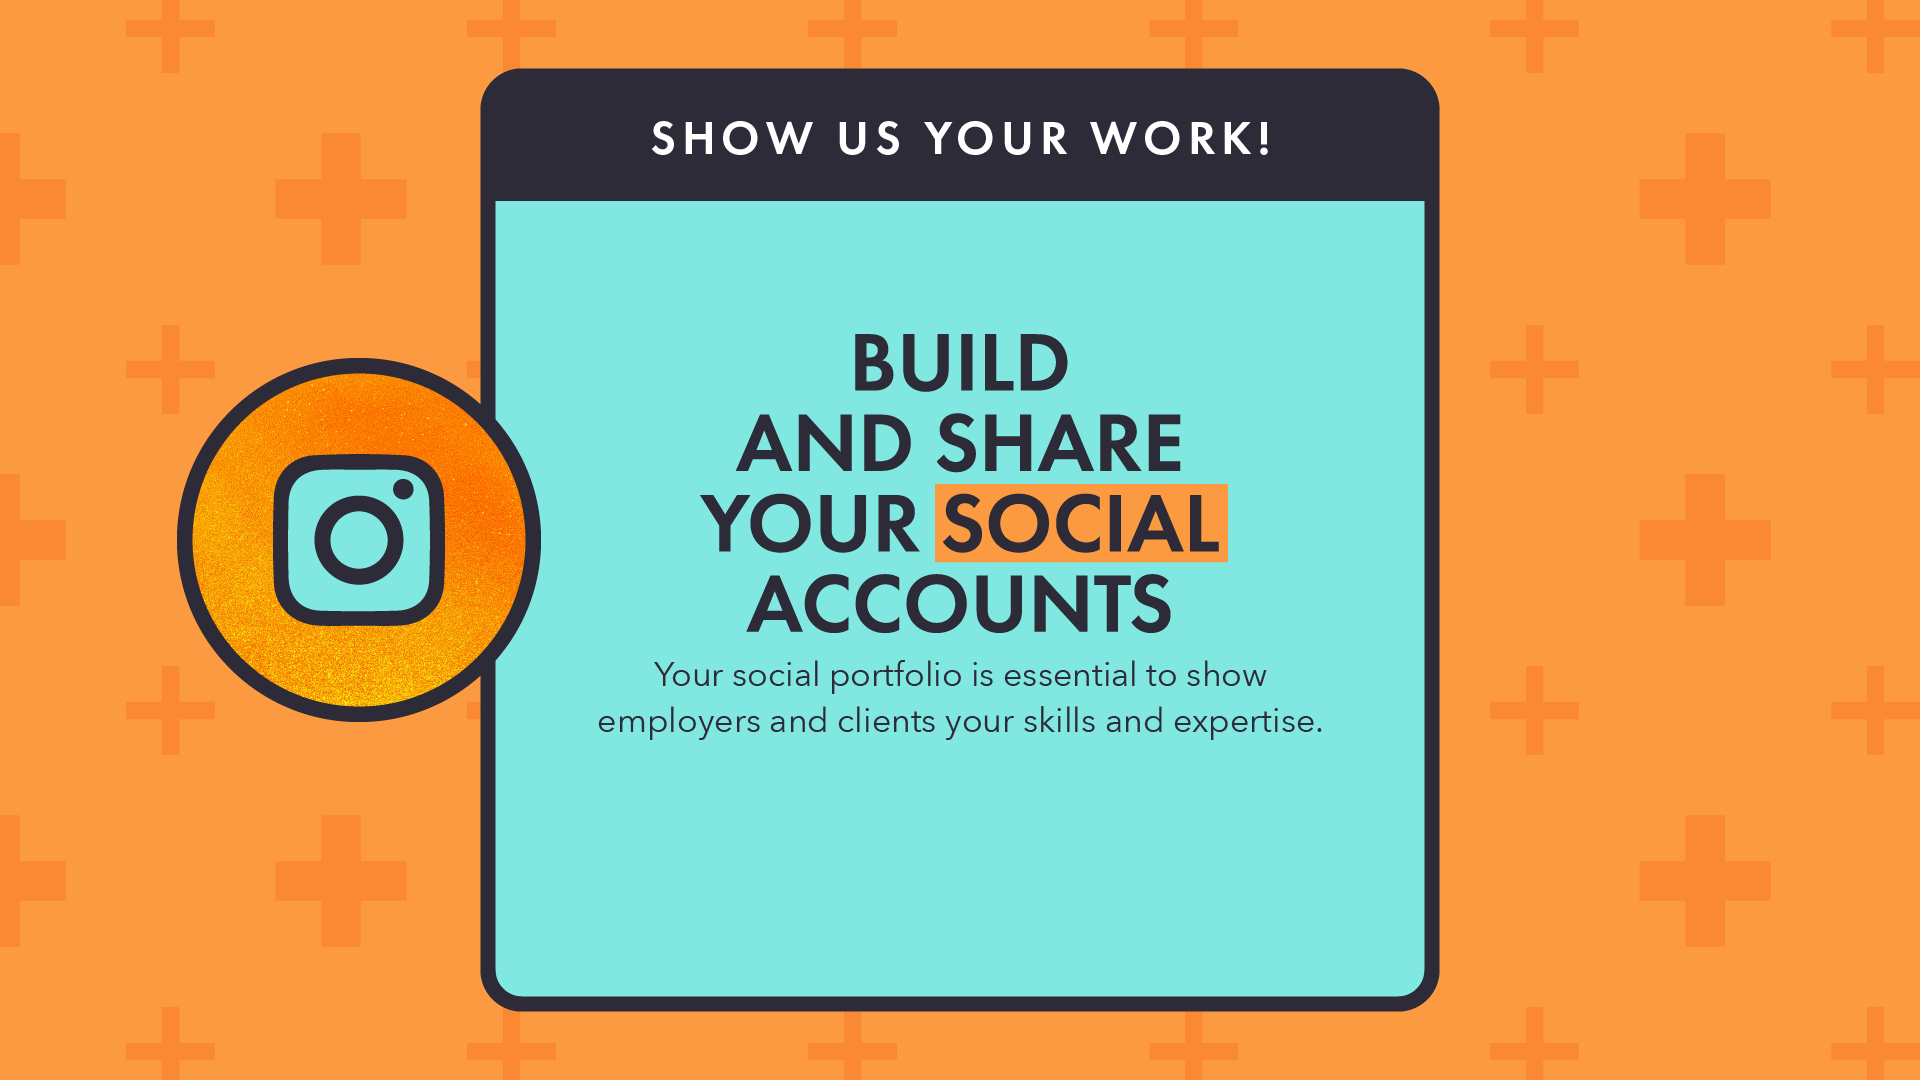 SHOW US YOUR WORK!
BUILD
AND SHARE
YOUR SOCIAL
ACCOUNTS
Your social portfolio is essential to show
employers and clients your skills and expertise.